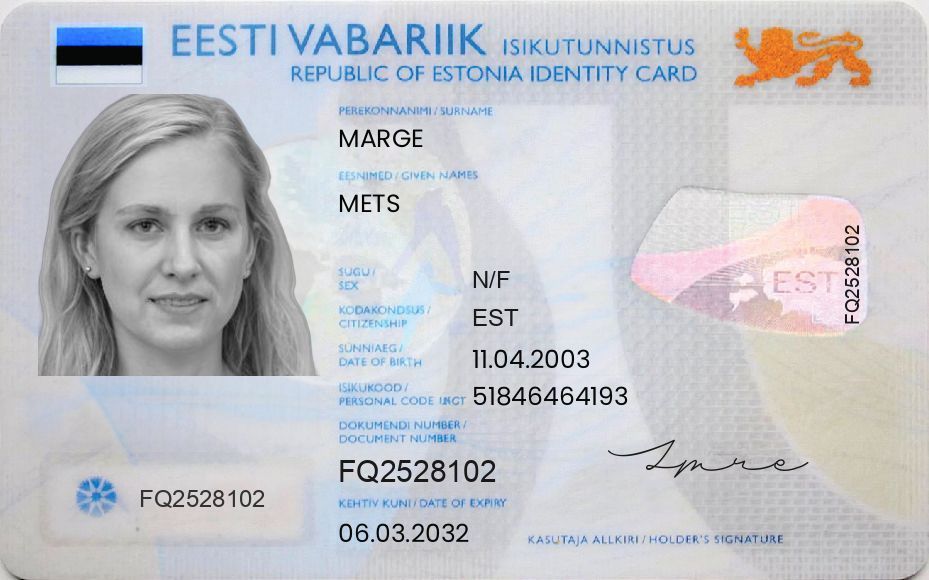 EESTI VABARIIK ISIKUTUNNISTUS
REPUBLIC OF ESTONIA IDENTITY CARD
PEREKONNANIMI / SURNAME
MARGE
EESNIMED / GIVEN NAMES
METS
SUGU /
SEX
N/F
KODAKONDSUS /
CITIZENSHIP
EST
SÜNNIAEG /
DATE OF BIRTH
11.04.2003
ISIKUKOOD /
PERSONAL CODE
51846464193
DOKUMENDI NUMBER /
DOCUMENT NUMBER
FQ2528102
KEHTIV KUNI / DATE OF EXPIRY
06.03.2032
FQ2528102
EST
FQ2528102
KASUTAJA ALLKIRI / HOLDER'S SIGNATURE